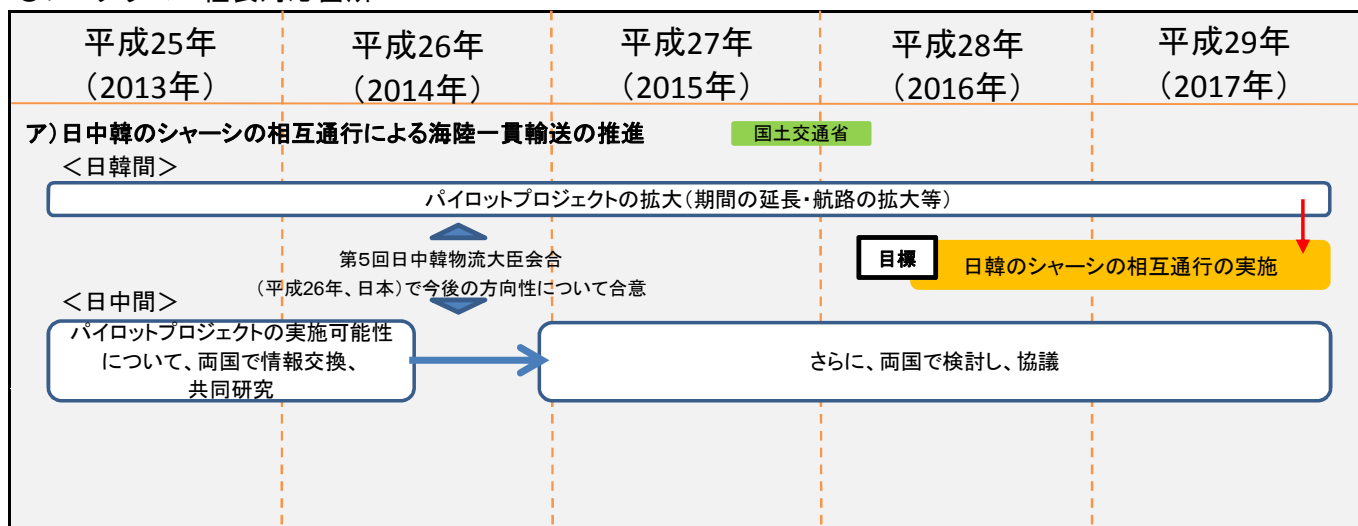 平成25年
(2013年)
平成26年
(2014年)
平成27年
(2015年)
平成28年
(2016年)
平成29年
(2017年)
ア)日中韓のシャーシの相互通行による海陸一貫輸送の推進
国土交通省
<日韓間>
パイロットプロジェクトの拡大(期間の延長・航路の拡大等)
第5回日中韓物流大臣会合
(平成26年、日本)で今後の方向性について合意
目標
日韓のシャーシの相互通行の実施
<日中間>
パイロットプロジェクトの実施可能性
について、両国で情報交換、
共同研究
さらに、両国で検討し、協議